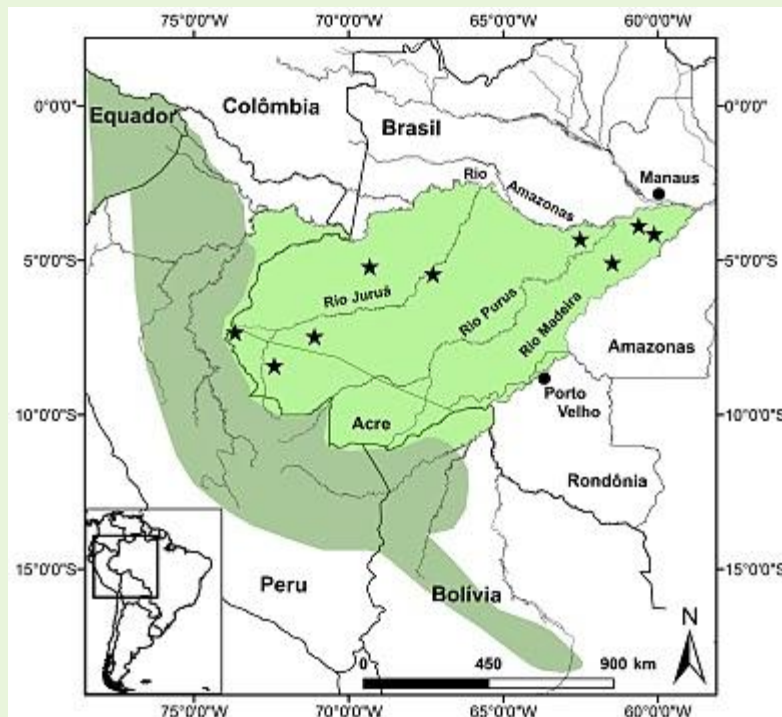 75°0'0"W 70°0'0"W 65°0'0"W 60°0'0"W
0°0'0" 0°0'0"
Equador
Colômbia
Brasil
Manaus
Rio
Amazonas
5°0'0"S 5°0'0"S
Rio Juruá
Rio Purus
Rio Madeira
Amazonas
10°0'0"S 10°0'0"S
Porto
Velho
Acre
Rondônia
15°0'0"S 15°0'0"S
Peru
Bolívia
N
0 450 900 km
75°0'0"W 70°0'0"W 65°0'0"W 60°0'0"W